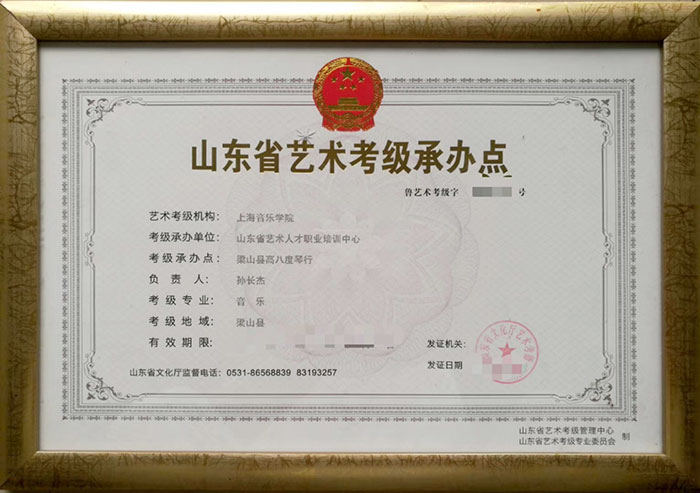 山东省艺术考级承办点
鲁艺术考级字 号
艺术考级机构： 上海音乐学院
考级承办单位： 山东省艺术人才职业培训中心
考级承办点： 梁山县高八度琴行
负责人： 孙长杰
考级专业： 音乐
考级地域： 梁山县
有效期限：
发证机关：
发证日期
山东省文化厅监督电话：0531-86568839 83193257
山东省艺术考级管理中心
山东省艺术考级专业委员会 制